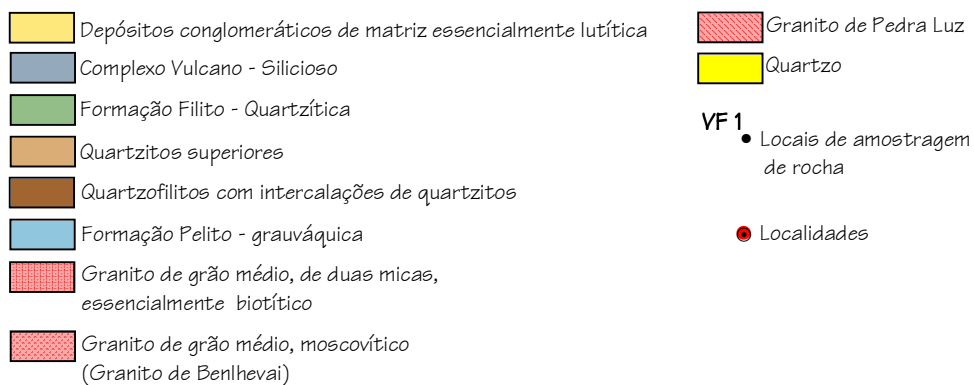 Depósitos conglomeráticos de matriz essencialmente lutítica
Complexo Vulcano - Silicioso
Formação Filito - Quartzítica
Quartzitos superiores
Quartzofilitos com intercalações de quartzitos
Formação Pelito - grauváquica
Granito de grão médio, de duas micas,
essencialmente biotítico
Granito de grão médio, moscovítico
(Granito de Benlhevai)
Granito de Pedra Luz
Quartzo
VF 1
Locais de amostragem
de rocha
Localidades